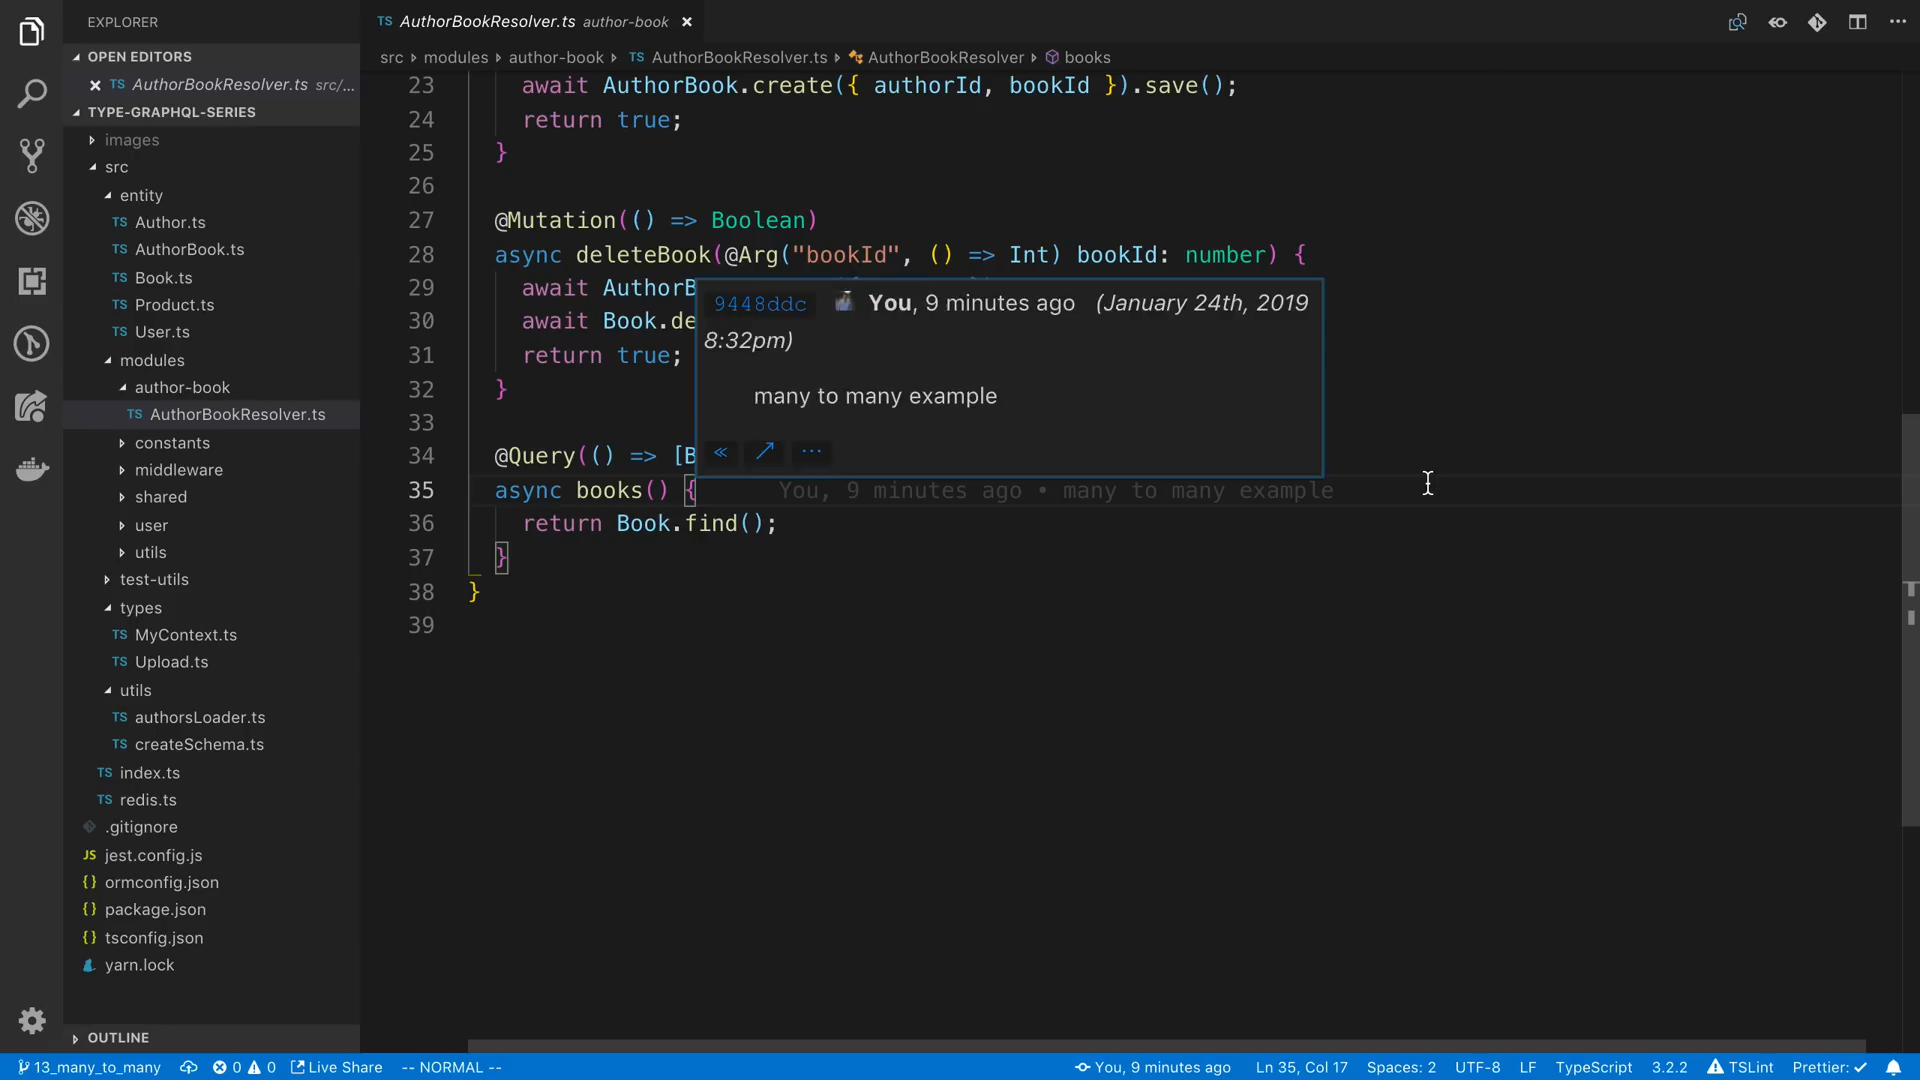 EXPLORER
OPEN EDITORS
TS AuthorBookResolver.ts src/...
TYPE-GRAPHQL-SERIES
images
src
entity
TS Author.ts
TS AuthorBook.ts
TS Book.ts
TS Product.ts
TS User.ts
modules
author-book
TS AuthorBookResolver.ts
constants
middleware
shared
user
utils
test-utils
types
TS MyContext.ts
TS Upload.ts
utils
TS authorsLoader.ts
TS createSchema.ts
TS index.ts
TS redis.ts
.gitignore
JS jest.config.js
{} ormconfig.json
{} package.json
{} tsconfig.json
yarn.lock
OUTLINE
TS AuthorBookResolver.ts author-book
src modules author-book TS AuthorBookResolver.ts AuthorBookResolver books
23 await AuthorBook.create({ authorId, bookId }).save();
24 return true;
25 }
26
27 @Mutation(() => Boolean)
28 async deleteBook(@Arg("bookId", () => Int) bookId: number) {
29 await AuthorB
30 await Book.de
31 return true;
32 }
33
34 @Query(() => [B
35 async books() { You, 9 minutes ago • many to many example
36 return Book.find();
37 }
38 }
39
9448ddc You, 9 minutes ago (January 24th, 2019
8:32pm)
many to many example
« ···
13_many_to_many 0 0 Live Share -- NORMAL -- You, 9 minutes ago Ln 35, Col 17 Spaces: 2 UTF-8 LF TypeScript 3.2.2 TSLint Prettier: ✓